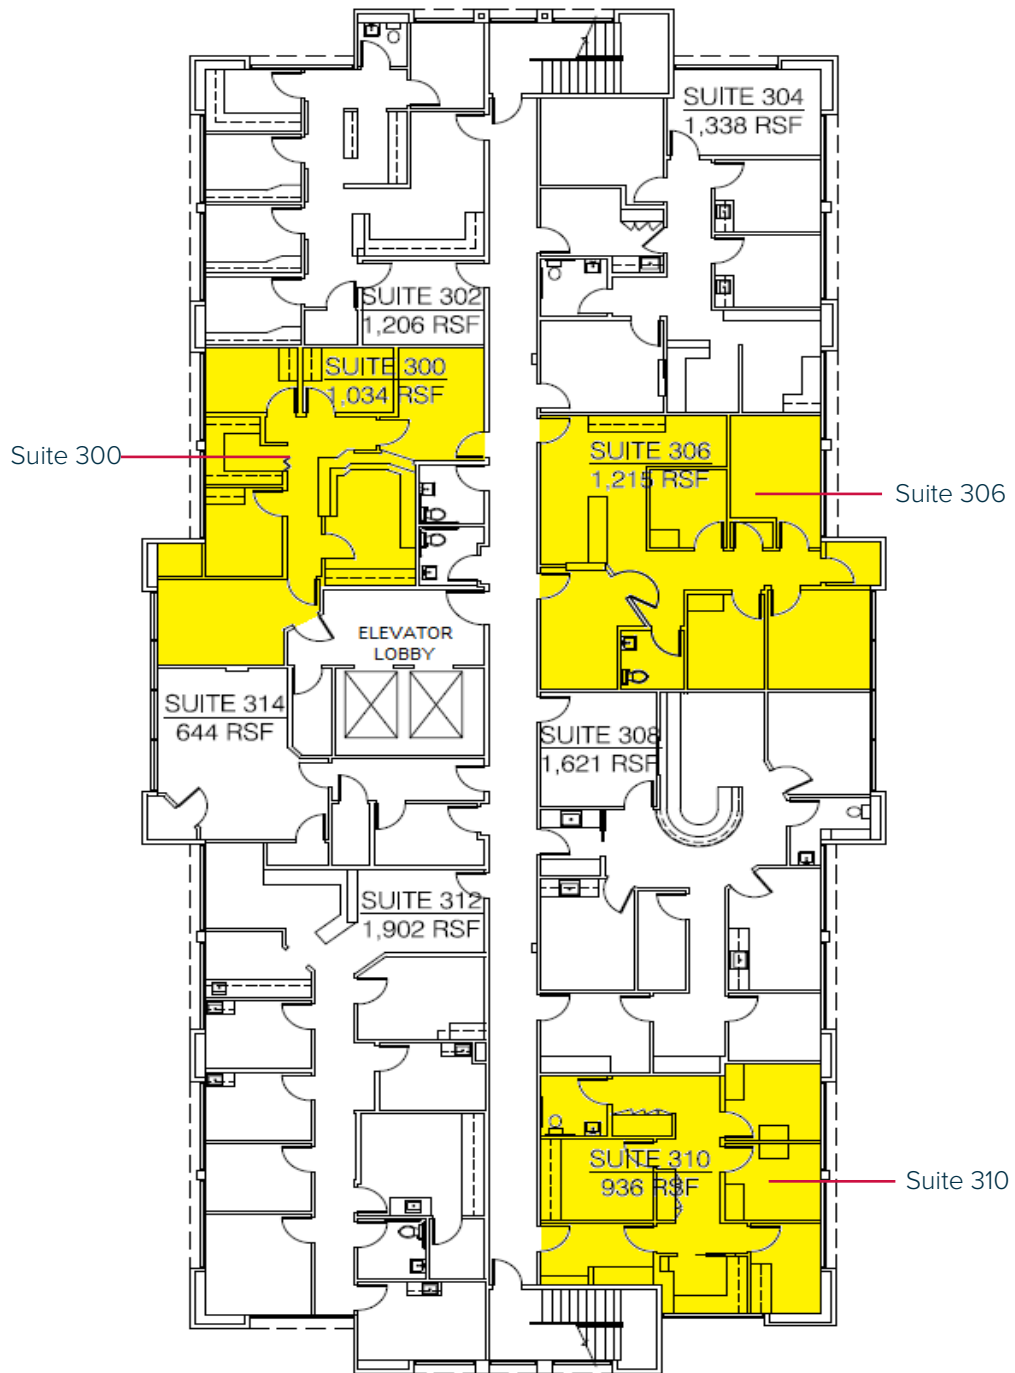 SUITE 304
1,338 RSF
SUITE 302
1,206 RSF
SUITE 300
1,034 RSF
Suite 300
SUITE 306
1,215 RSF
Suite 306
ELEVATOR
LOBBY
SUITE 314
644 RSF
SUITE 308
1,621 RSF
SUITE 312
1,902 RSF
SUITE 310
936 RSF
Suite 310